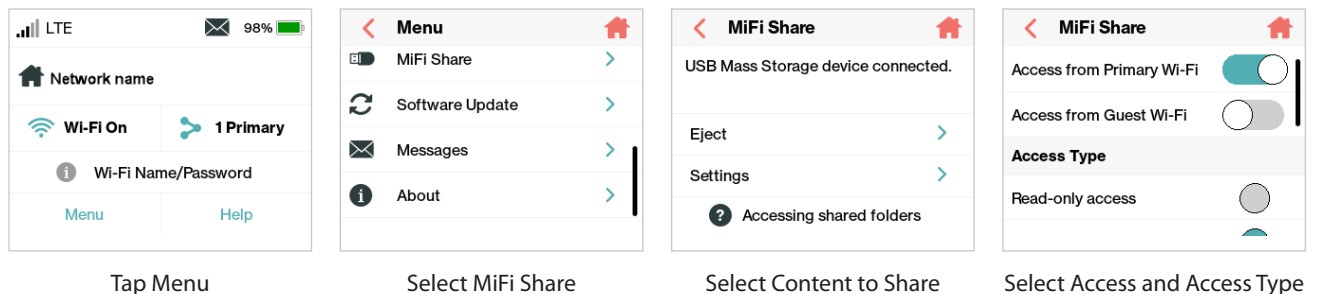 LTE
98%
Network name
Wi-Fi On
1 Primary
Wi-Fi Name/Password
Menu
Help
Tap Menu
Menu
MiFi Share
Software Update
Messages
About
Select MiFi Share
MiFi Share
USB Mass Storage device connected.
Eject
Settings
Accessing shared folders
Select Content to Share
MiFi Share
Access from Primary Wi-Fi
Access from Guest Wi-Fi
Access Type
Read-only access
Select Access and Access Type